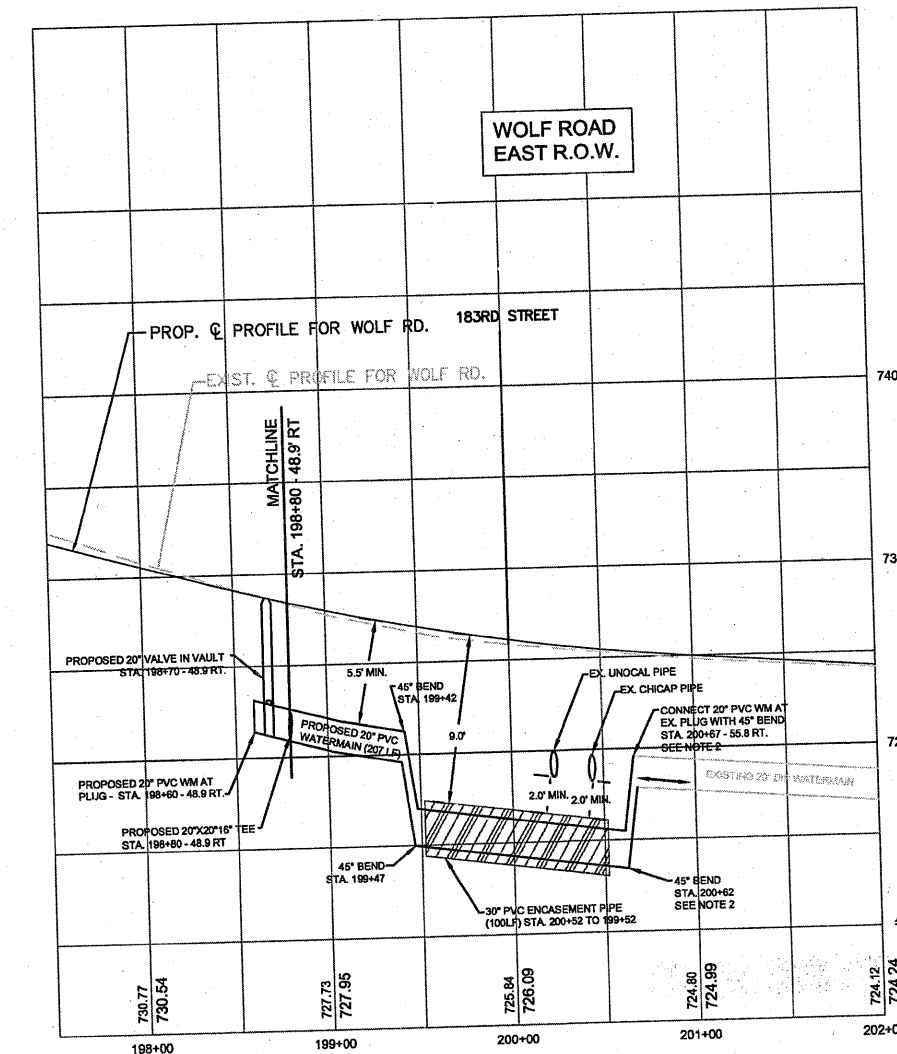 WOLF ROAD
EAST R.O.W.
PROP. ℄ PROFILE FOR WOLF RD.
183RD STREET
EXIST. ℄ PROFILE FOR WOLF RD.
740
MATCHLINE
STA. 198+80 - 48.9' RT
73
PROPOSED 20" VALVE IN VAULT
STA. 198+70 - 48.9' RT.
5.5' MIN.
45° BEND
STA. 199+42
9.0'
EX. UNOCAL PIPE
EX. CHICAP PIPE
CONNECT 20" PVC WM AT
EX. PLUG WITH 45° BEND
STA. 200+67 - 55.8 RT.
SEE NOTE 2
72
PROPOSED 20" PVC
WATERMAIN (207 LF)
EXISTING 20" DIP WATERMAIN
PROPOSED 20" PVC WM AT
PLUG - STA. 198+60 - 48.9 RT.
2.0' MIN.
2.0' MIN.
PROPOSED 20"X20"16" TEE
STA. 198+80 - 48.9 RT
45° BEND
STA. 199+47
45° BEND
STA. 200+62
SEE NOTE 2
30" PVC ENCASEMENT PIPE
(100LF) STA. 200+52 TO 199+52
730.77
730.54
727.73
727.95
725.84
726.09
724.80
724.99
724.12
724.24
198+00
199+00
200+00
201+00
202+0